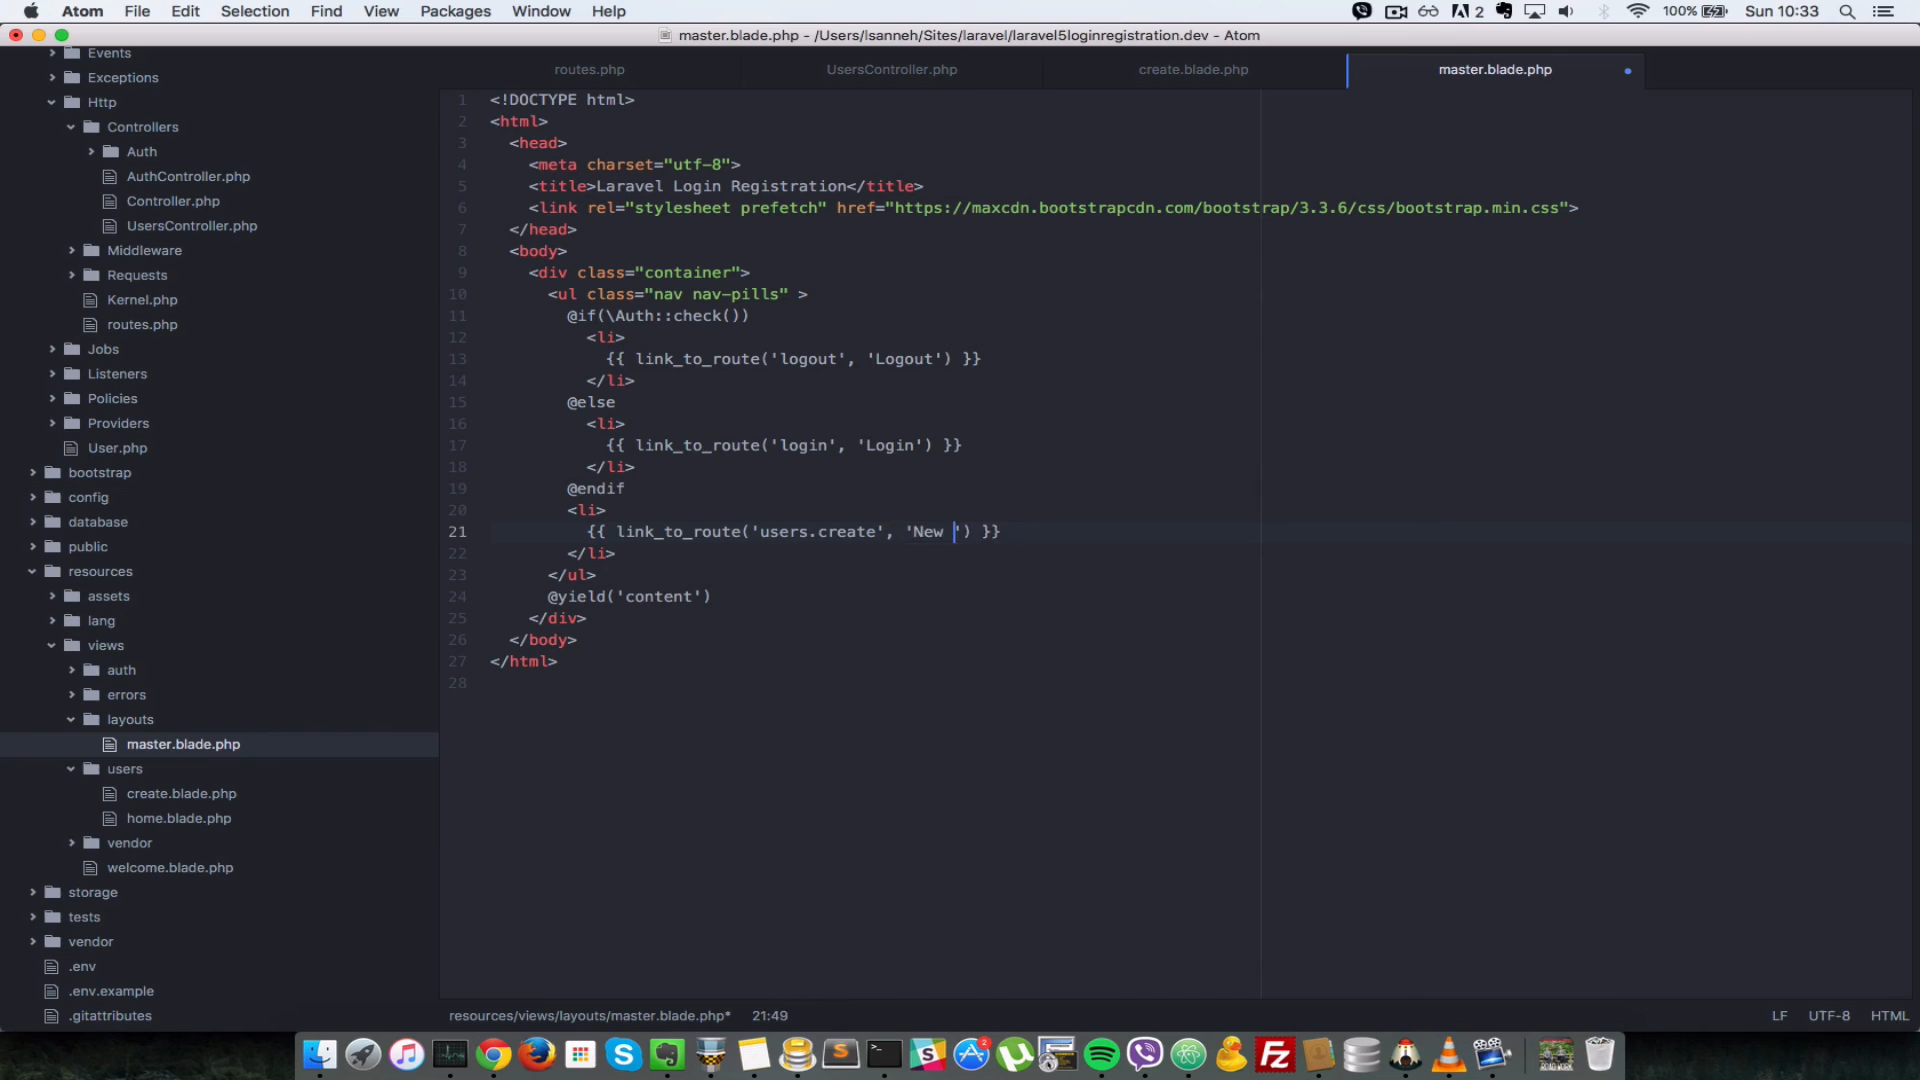 Atom File Edit Selection Find View Packages Window Help 2 100% Sun 10:33
master.blade.php - /Users/lsanneh/Sites/laravel/laravel5loginregistration.dev - Atom
Events
Exceptions
Http
Controllers
Auth
AuthController.php
Controller.php
UsersController.php
Middleware
Requests
Kernel.php
routes.php
Jobs
Listeners
Policies
Providers
User.php
bootstrap
config
database
public
resources
assets
lang
views
auth
errors
layouts
master.blade.php
users
create.blade.php
home.blade.php
vendor
welcome.blade.php
storage
tests
vendor
.env
.env.example
.gitattributes
routes.php UsersController.php create.blade.php master.blade.php
1 <!DOCTYPE html>
2 <html>
3 <head>
4 <meta charset="utf-8">
5 <title>Laravel Login Registration</title>
6 <link rel="stylesheet prefetch" href="https://maxcdn.bootstrapcdn.com/bootstrap/3.3.6/css/bootstrap.min.css">
7 </head>
8 <body>
9 <div class="container">
10 <ul class="nav nav-pills" >
11 @if(\Auth::check())
12 <li>
13 {{ link_to_route('logout', 'Logout') }}
14 </li>
15 @else
16 <li>
17 {{ link_to_route('login', 'Login') }}
18 </li>
19 @endif
20 <li>
21 {{ link_to_route('users.create', 'New ') }}
22 </li>
23 </ul>
24 @yield('content')
25 </div>
26 </body>
27 </html>
28
resources/views/layouts/master.blade.php* 21:49 LF UTF-8 HTML
2